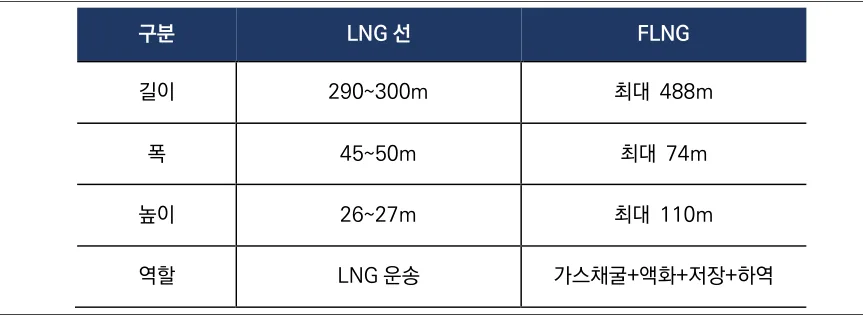 구분 LNG 선 FLNG
길이 290~300m 최대 488m
폭 45~50m 최대 74m
높이 26~27m 최대 110m
역할 LNG 운송 가스채굴+액화+저장+하역